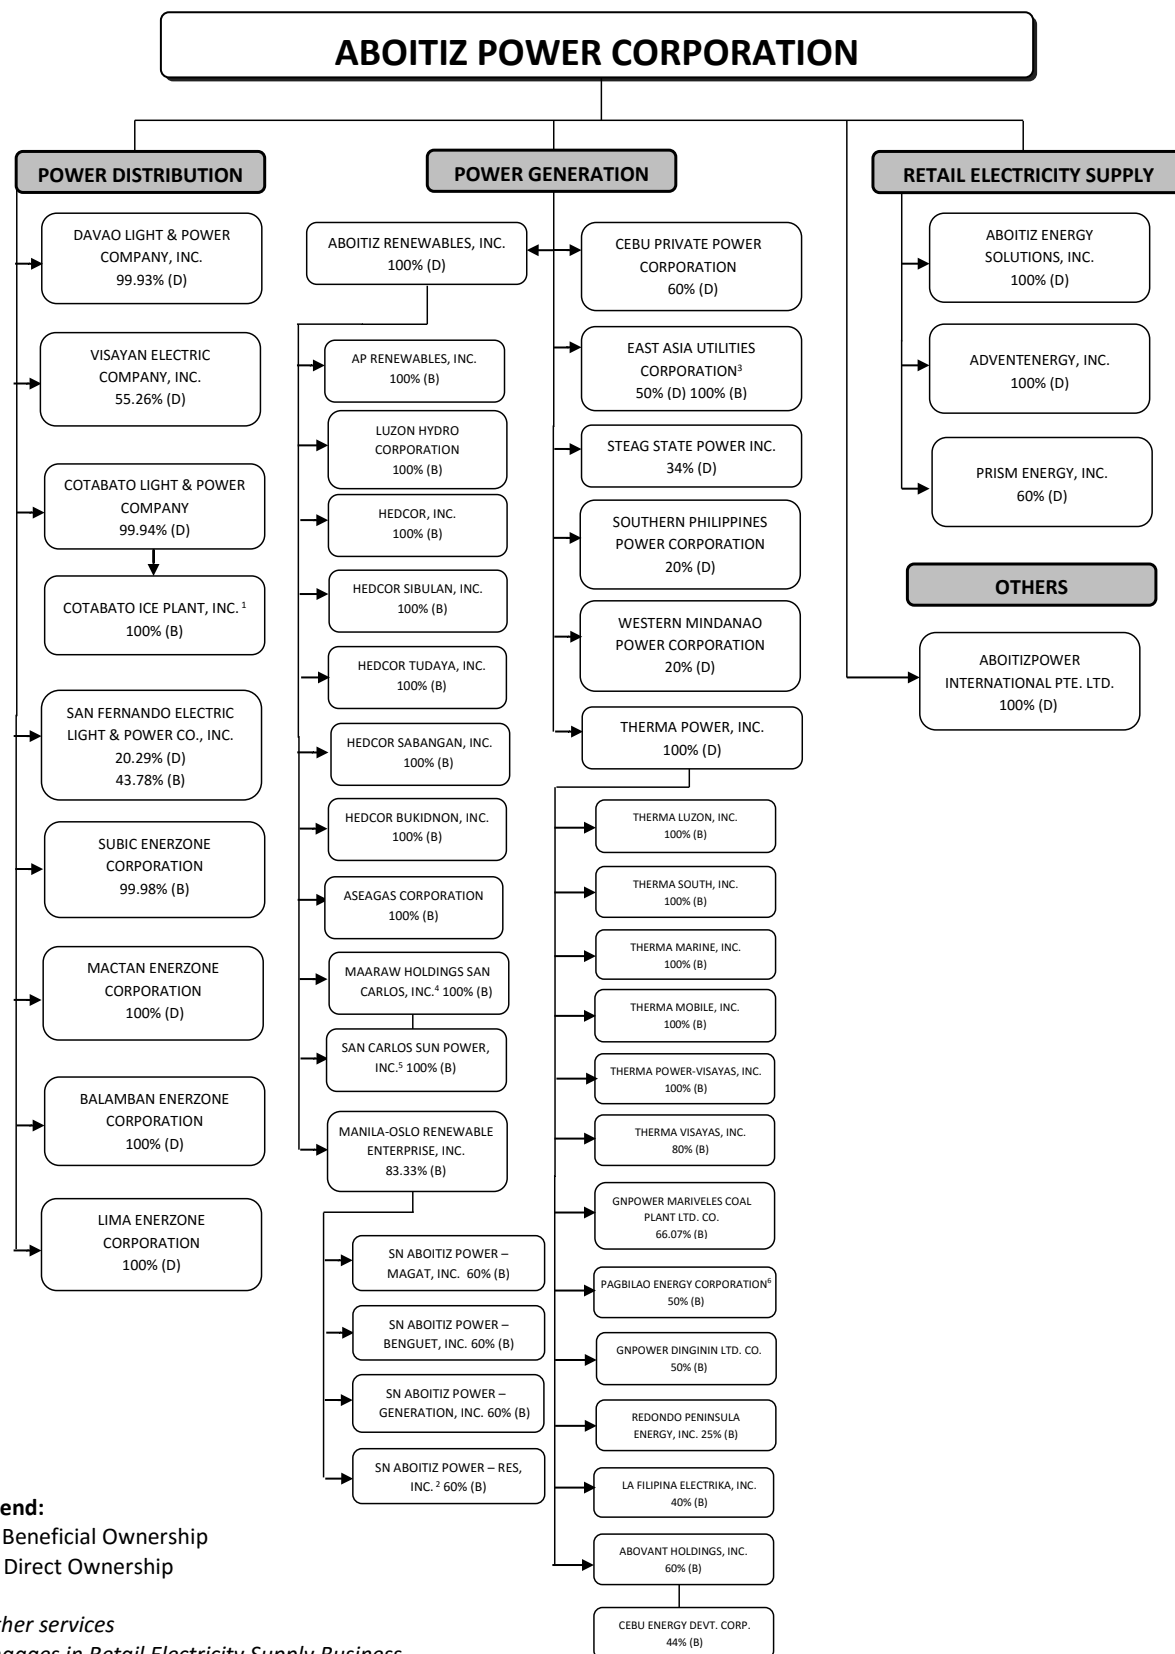 ABOITIZ POWER CORPORATION
POWER DISTRIBUTION
DAVAO LIGHT & POWER
COMPANY, INC.
99.93% (D)
VISAYAN ELECTRIC
COMPANY, INC.
55.26% (D)
COTABATO LIGHT & POWER
COMPANY
99.94% (D)
COTABATO ICE PLANT, INC. 1
100% (B)
SAN FERNANDO ELECTRIC
LIGHT & POWER CO., INC.
20.29% (D)
43.78% (B)
SUBIC ENERZONE
CORPORATION
99.98% (B)
MACTAN ENERZONE
CORPORATION
100% (D)
BALAMBAN ENERZONE
CORPORATION
100% (D)
LIMA ENERZONE
CORPORATION
100% (D)
POWER GENERATION
ABOITIZ RENEWABLES, INC.
100% (D)
AP RENEWABLES, INC.
100% (B)
LUZON HYDRO
CORPORATION
100% (B)
HEDCOR, INC.
100% (B)
HEDCOR SIBULAN, INC.
100% (B)
HEDCOR TUDAYA, INC.
100% (B)
HEDCOR SABANGAN, INC.
100% (B)
HEDCOR BUKIDNON, INC.
100% (B)
ASEAGAS CORPORATION
100% (B)
MAARAW HOLDINGS SAN
CARLOS, INC.4 100% (B)
SAN CARLOS SUN POWER,
INC.5 100% (B)
MANILA-OSLO RENEWABLE
ENTERPRISE, INC.
83.33% (B)
SN ABOITIZ POWER –
MAGAT, INC. 60% (B)
SN ABOITIZ POWER –
BENGUET, INC. 60% (B)
SN ABOITIZ POWER –
GENERATION, INC. 60% (B)
SN ABOITIZ POWER – RES,
INC. 2 60% (B)
CEBU PRIVATE POWER
CORPORATION
60% (D)
EAST ASIA UTILITIES
CORPORATION3
50% (D) 100% (B)
STEAG STATE POWER INC.
34% (D)
SOUTHERN PHILIPPINES
POWER CORPORATION
20% (D)
WESTERN MINDANAO
POWER CORPORATION
20% (D)
THERMA POWER, INC.
100% (D)
THERMA LUZON, INC.
100% (B)
THERMA SOUTH, INC.
100% (B)
THERMA MARINE, INC.
100% (B)
THERMA MOBILE, INC.
100% (B)
THERMA POWER-VISAYAS, INC.
100% (B)
THERMA VISAYAS, INC.
80% (B)
GNPOWER MARIVELES COAL
PLANT LTD. CO.
66.07% (B)
PAGBILAO ENERGY CORPORATION6
50% (B)
GNPOWER DINGININ LTD. CO.
50% (B)
REDONDO PENINSULA
ENERGY, INC. 25% (B)
LA FILIPINA ELECTRIKA, INC.
40% (B)
ABOVANT HOLDINGS, INC.
60% (B)
CEBU ENERGY DEVT. CORP.
44% (B)
RETAIL ELECTRICITY SUPPLY
ABOITIZ ENERGY
SOLUTIONS, INC.
100% (D)
ADVENTENERGY, INC.
100% (D)
PRISM ENERGY, INC.
60% (D)
OTHERS
ABOITIZPOWER
INTERNATIONAL PTE. LTD.
100% (D)
end:
Beneficial Ownership
Direct Ownership
her services
ngages in Retail Electricity Supply Business